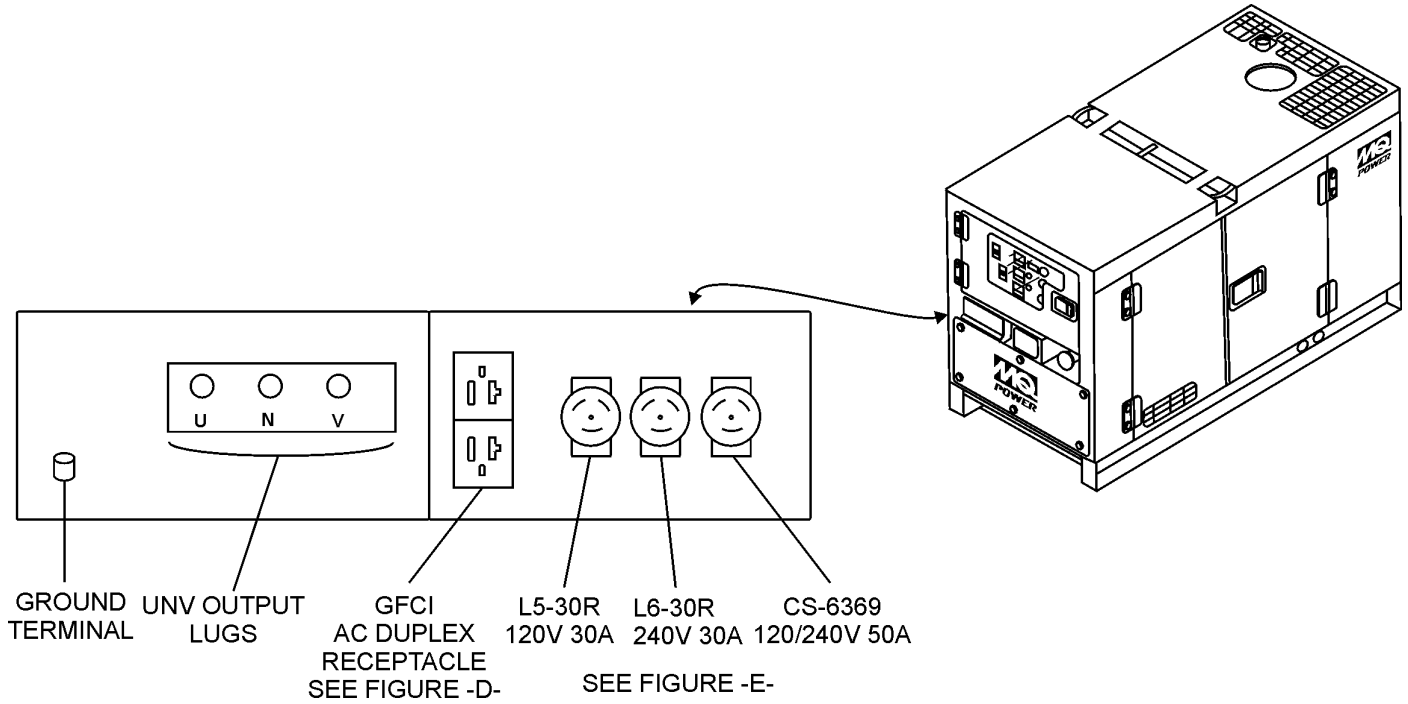 MQ
POWER
MQ
POWER
U N V
GROUND
TERMINAL
UNV OUTPUT
LUGS
GFCI
AC DUPLEX
RECEPTACLE
SEE FIGURE -D-
L5-30R
120V 30A
L6-30R
240V 30A
CS-6369
120/240V 50A
SEE FIGURE -E-